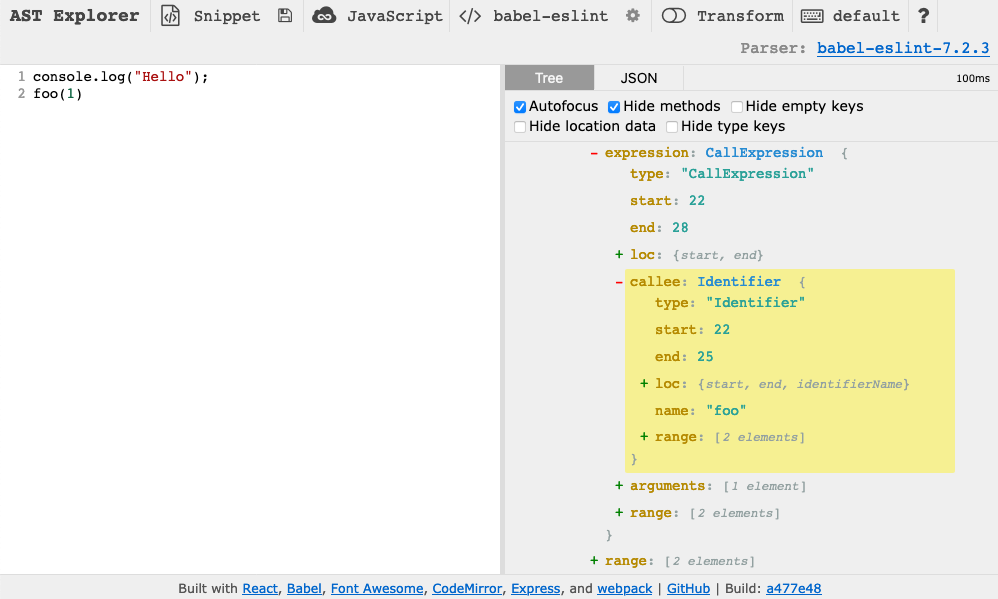 AST Explorer Snippet JavaScript </> babel-eslint Transform default ?
Parser: babel-eslint-7.2.3
1 console.log("Hello");
2 foo(1)
Tree JSON 100ms
Autofocus Hide methods Hide empty keys
Hide location data Hide type keys
- expression: CallExpression {
type: "CallExpression"
start: 22
end: 28
+ loc: {start, end}
- callee: Identifier {
type: "Identifier"
start: 22
end: 25
+ loc: {start, end, identifierName}
name: "foo"
+ range: [2 elements]
}
+ arguments: [1 element]
+ range: [2 elements]
}
+ range: [2 elements]
Built with React, Babel, Font Awesome, CodeMirror, Express, and webpack | GitHub | Build: a477e48